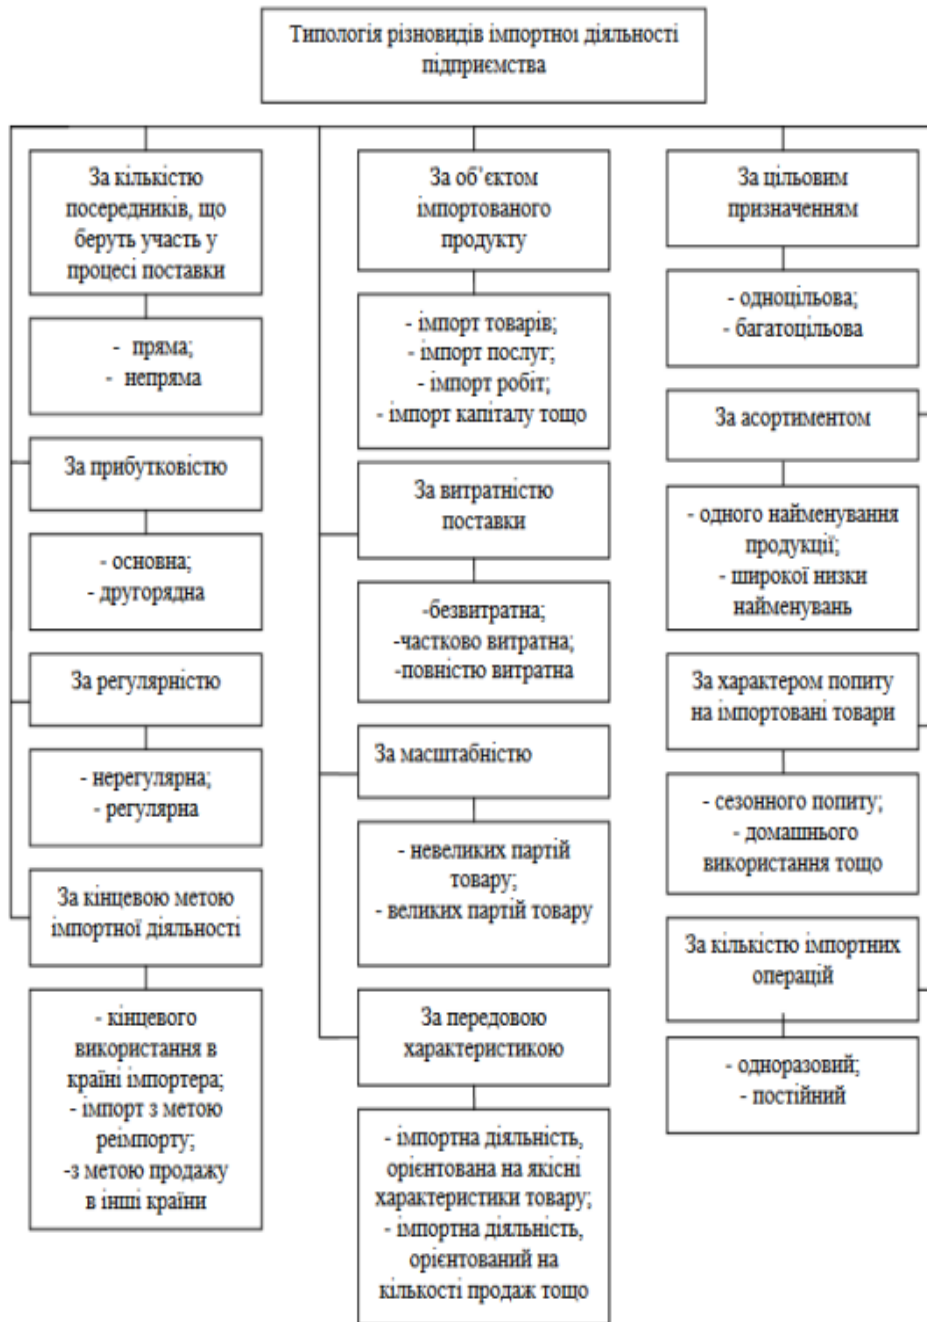 Типологія різновидів імпортної діяльності
підприємства
За кількістю
посередників, що
беруть участь у
процесі поставки
- пряма;
- непряма
За прибутковістю
- основна;
- другорядна
За регулярністю
- нерегулярна;
- регулярна
За кінцевою метою
імпортної діяльності
- кінцевого
використання в
країні імпортера;
- імпорт з метою
реімпорту;
-з метою продажу
в інші країни
За об’єктом
імпортованого
продукту
- імпорт товарів;
- імпорт послуг;
- імпорт робіт;
- імпорт капіталу тощо
За витратністю
поставки
-безвитратна;
-частково витратна;
-повністю витратна
За масштабністю
- невеликих партій
товару;
- великих партій товару
За передовою
характеристикою
- імпортна діяльність,
орієнтована на якісні
характеристики товару;
- імпортна діяльність,
орієнтований на
кількості продаж тощо
За цільовим
призначенням
- одноцільова;
- багатоцільова
За асортиментом
- одного найменування
продукції;
- широкої низки
найменувань
За характером попиту
на імпортовані товари
- сезонного попиту;
- домашнього
використання тощо
За кількістю імпортних
операцій
- одноразовий;
- постійний